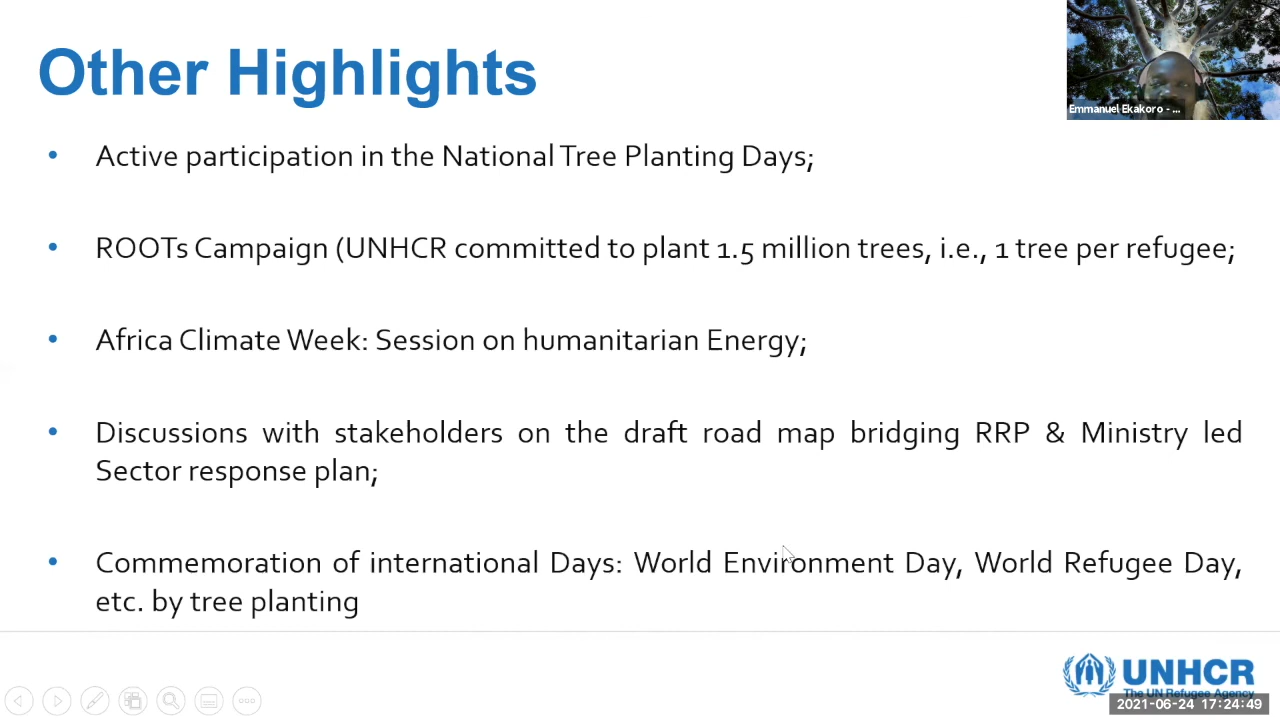 Other Highlights
Emmanuel Ekakoro - ...
• Active participation in the National Tree Planting Days;
• ROOTs Campaign (UNHCR committed to plant 1.5 million trees, i.e., 1 tree per refugee;
• Africa Climate Week: Session on humanitarian Energy;
• Discussions with stakeholders on the draft road map bridging RRP & Ministry led
Sector response plan;
• Commemoration of international Days: World Environment Day, World Refugee Day,
etc. by tree planting
UNHCR
The UN Refugee Agency
2021-06-24 17:24:49